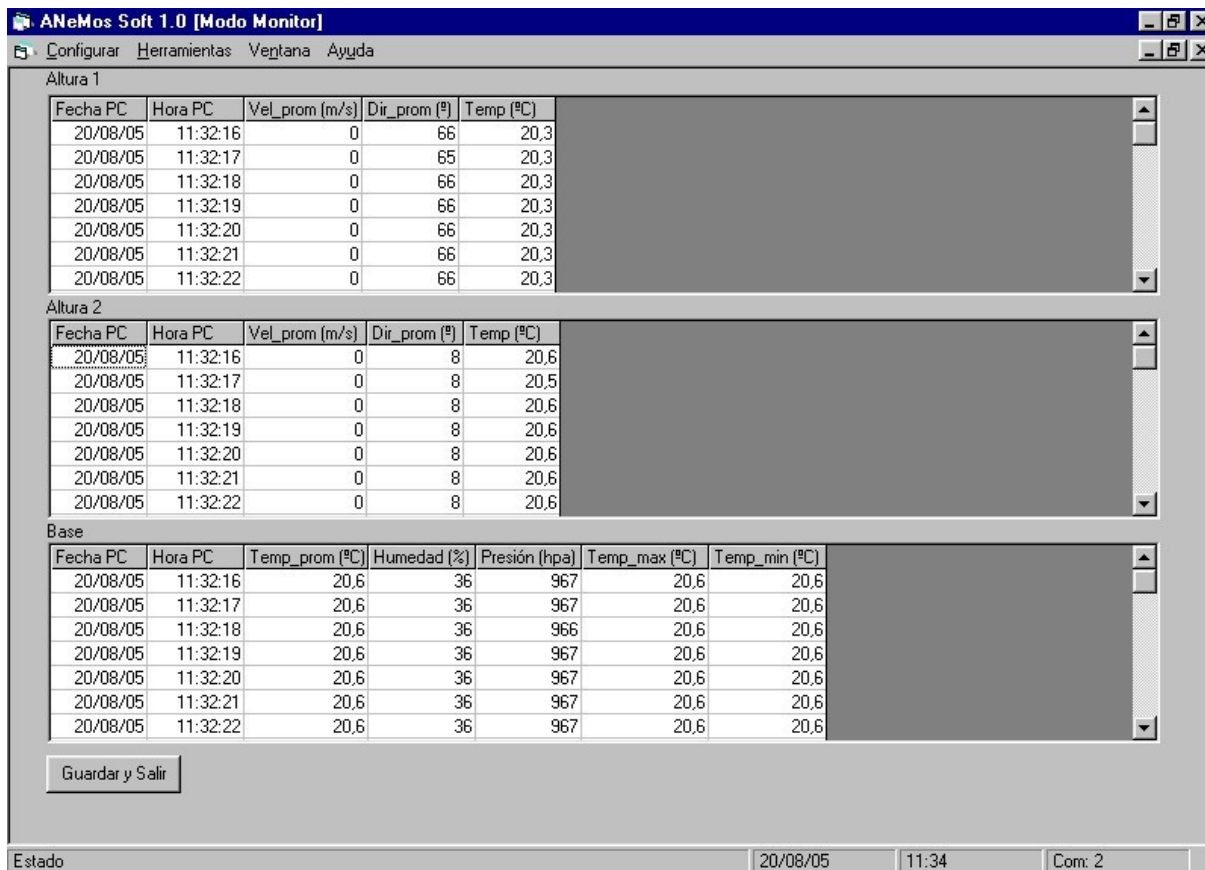 ANeMos Soft 1.0 [Modo Monitor]
Configurar Herramientas Ventana Ayuda
Altura 1
Fecha PC Hora PC Vel_prom (m/s) Dir_prom (º) Temp (ºC)
20/08/05 11:32:16 0 66 20,3
20/08/05 11:32:17 0 65 20,3
20/08/05 11:32:18 0 66 20,3
20/08/05 11:32:19 0 66 20,3
20/08/05 11:32:20 0 66 20,3
20/08/05 11:32:21 0 66 20,3
20/08/05 11:32:22 0 66 20,3
Altura 2
Fecha PC Hora PC Vel_prom (m/s) Dir_prom (º) Temp (ºC)
20/08/05 11:32:16 0 8 20,6
20/08/05 11:32:17 0 8 20,5
20/08/05 11:32:18 0 8 20,6
20/08/05 11:32:19 0 8 20,6
20/08/05 11:32:20 0 8 20,6
20/08/05 11:32:21 0 8 20,6
20/08/05 11:32:22 0 8 20,6
Base
Fecha PC Hora PC Temp_prom (ºC) Humedad (%) Presión (hpa) Temp_max (ºC) Temp_min (ºC)
20/08/05 11:32:16 20,6 36 967 20,6 20,6
20/08/05 11:32:17 20,6 36 967 20,6 20,6
20/08/05 11:32:18 20,6 36 966 20,6 20,6
20/08/05 11:32:19 20,6 36 967 20,6 20,6
20/08/05 11:32:20 20,6 36 967 20,6 20,6
20/08/05 11:32:21 20,6 36 967 20,6 20,6
20/08/05 11:32:22 20,6 36 967 20,6 20,6
Guardar y Salir
Estado 20/08/05 11:34 Com: 2